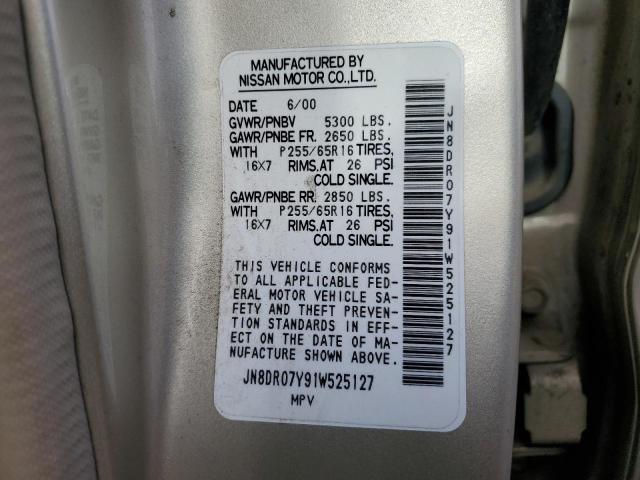 MANUFACTURED BY
NISSAN MOTOR CO.,LTD.
DATE 6/00
GVWR/PNBV 5300 LBS.
GAWR/PNBE FR. 2650 LBS.
WITH P255/65R16 TIRES,
16X7 RIMS,AT 26 PSI
COLD SINGLE.
GAWR/PNBE RR. 2850 LBS.
WITH P255/65R16 TIRES,
16X7 RIMS,AT 26 PSI
COLD SINGLE.
THIS VEHICLE CONFORMS
TO ALL APPLICABLE FED-
ERAL MOTOR VEHICLE SA-
FETY AND THEFT PREVEN-
TION STANDARDS IN EFF-
ECT ON THE DATE OF MA-
NUFACTURE SHOWN ABOVE.
JN8DR07Y91W525127
MPV
JN8DR07Y91W525127